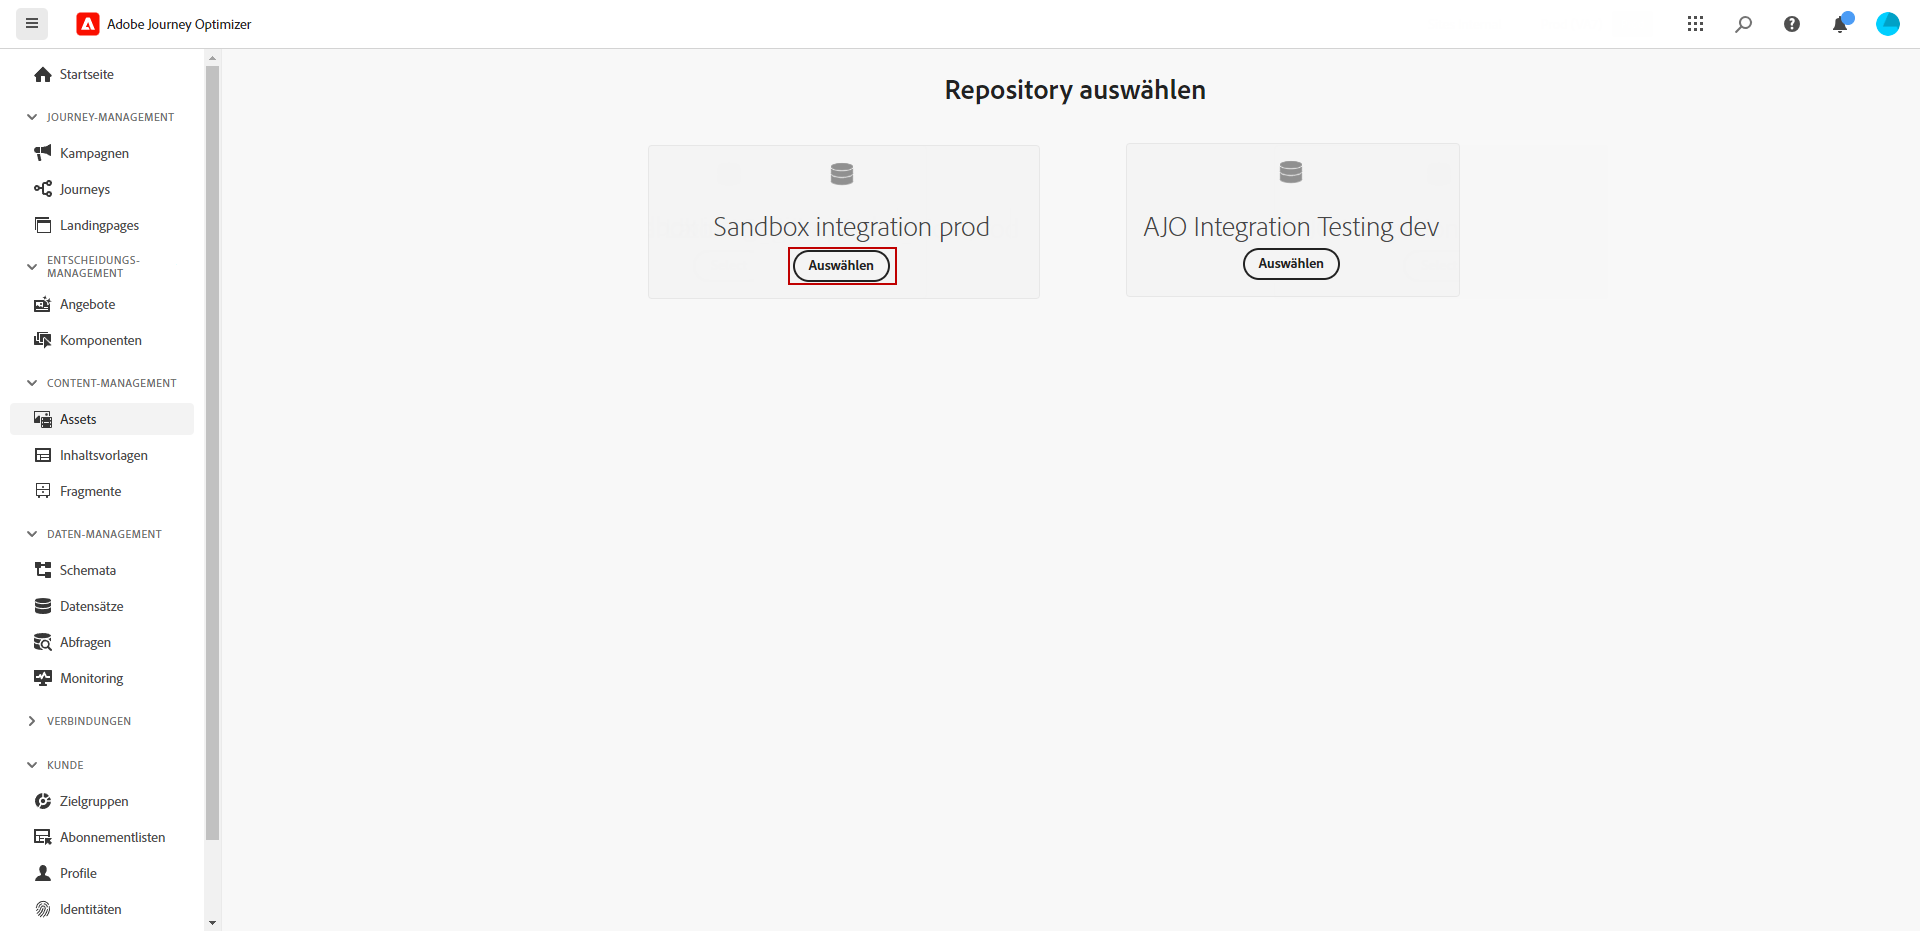 Adobe Journey Optimizer
Startseite
JOURNEY-MANAGEMENT
Kampagnen
Journeys
Landingpages
ENTSCHEIDUNGS-
MANAGEMENT
Angebote
Komponenten
CONTENT-MANAGEMENT
Assets
Inhaltsvorlagen
Fragmente
DATEN-MANAGEMENT
Schemata
Datensätze
Abfragen
Monitoring
VERBINDUNGEN
KUNDE
Zielgruppen
Abonnementlisten
Profile
Identitäten
Repository auswählen
Sandbox integration prod
Auswählen
AJO Integration Testing dev
Auswählen